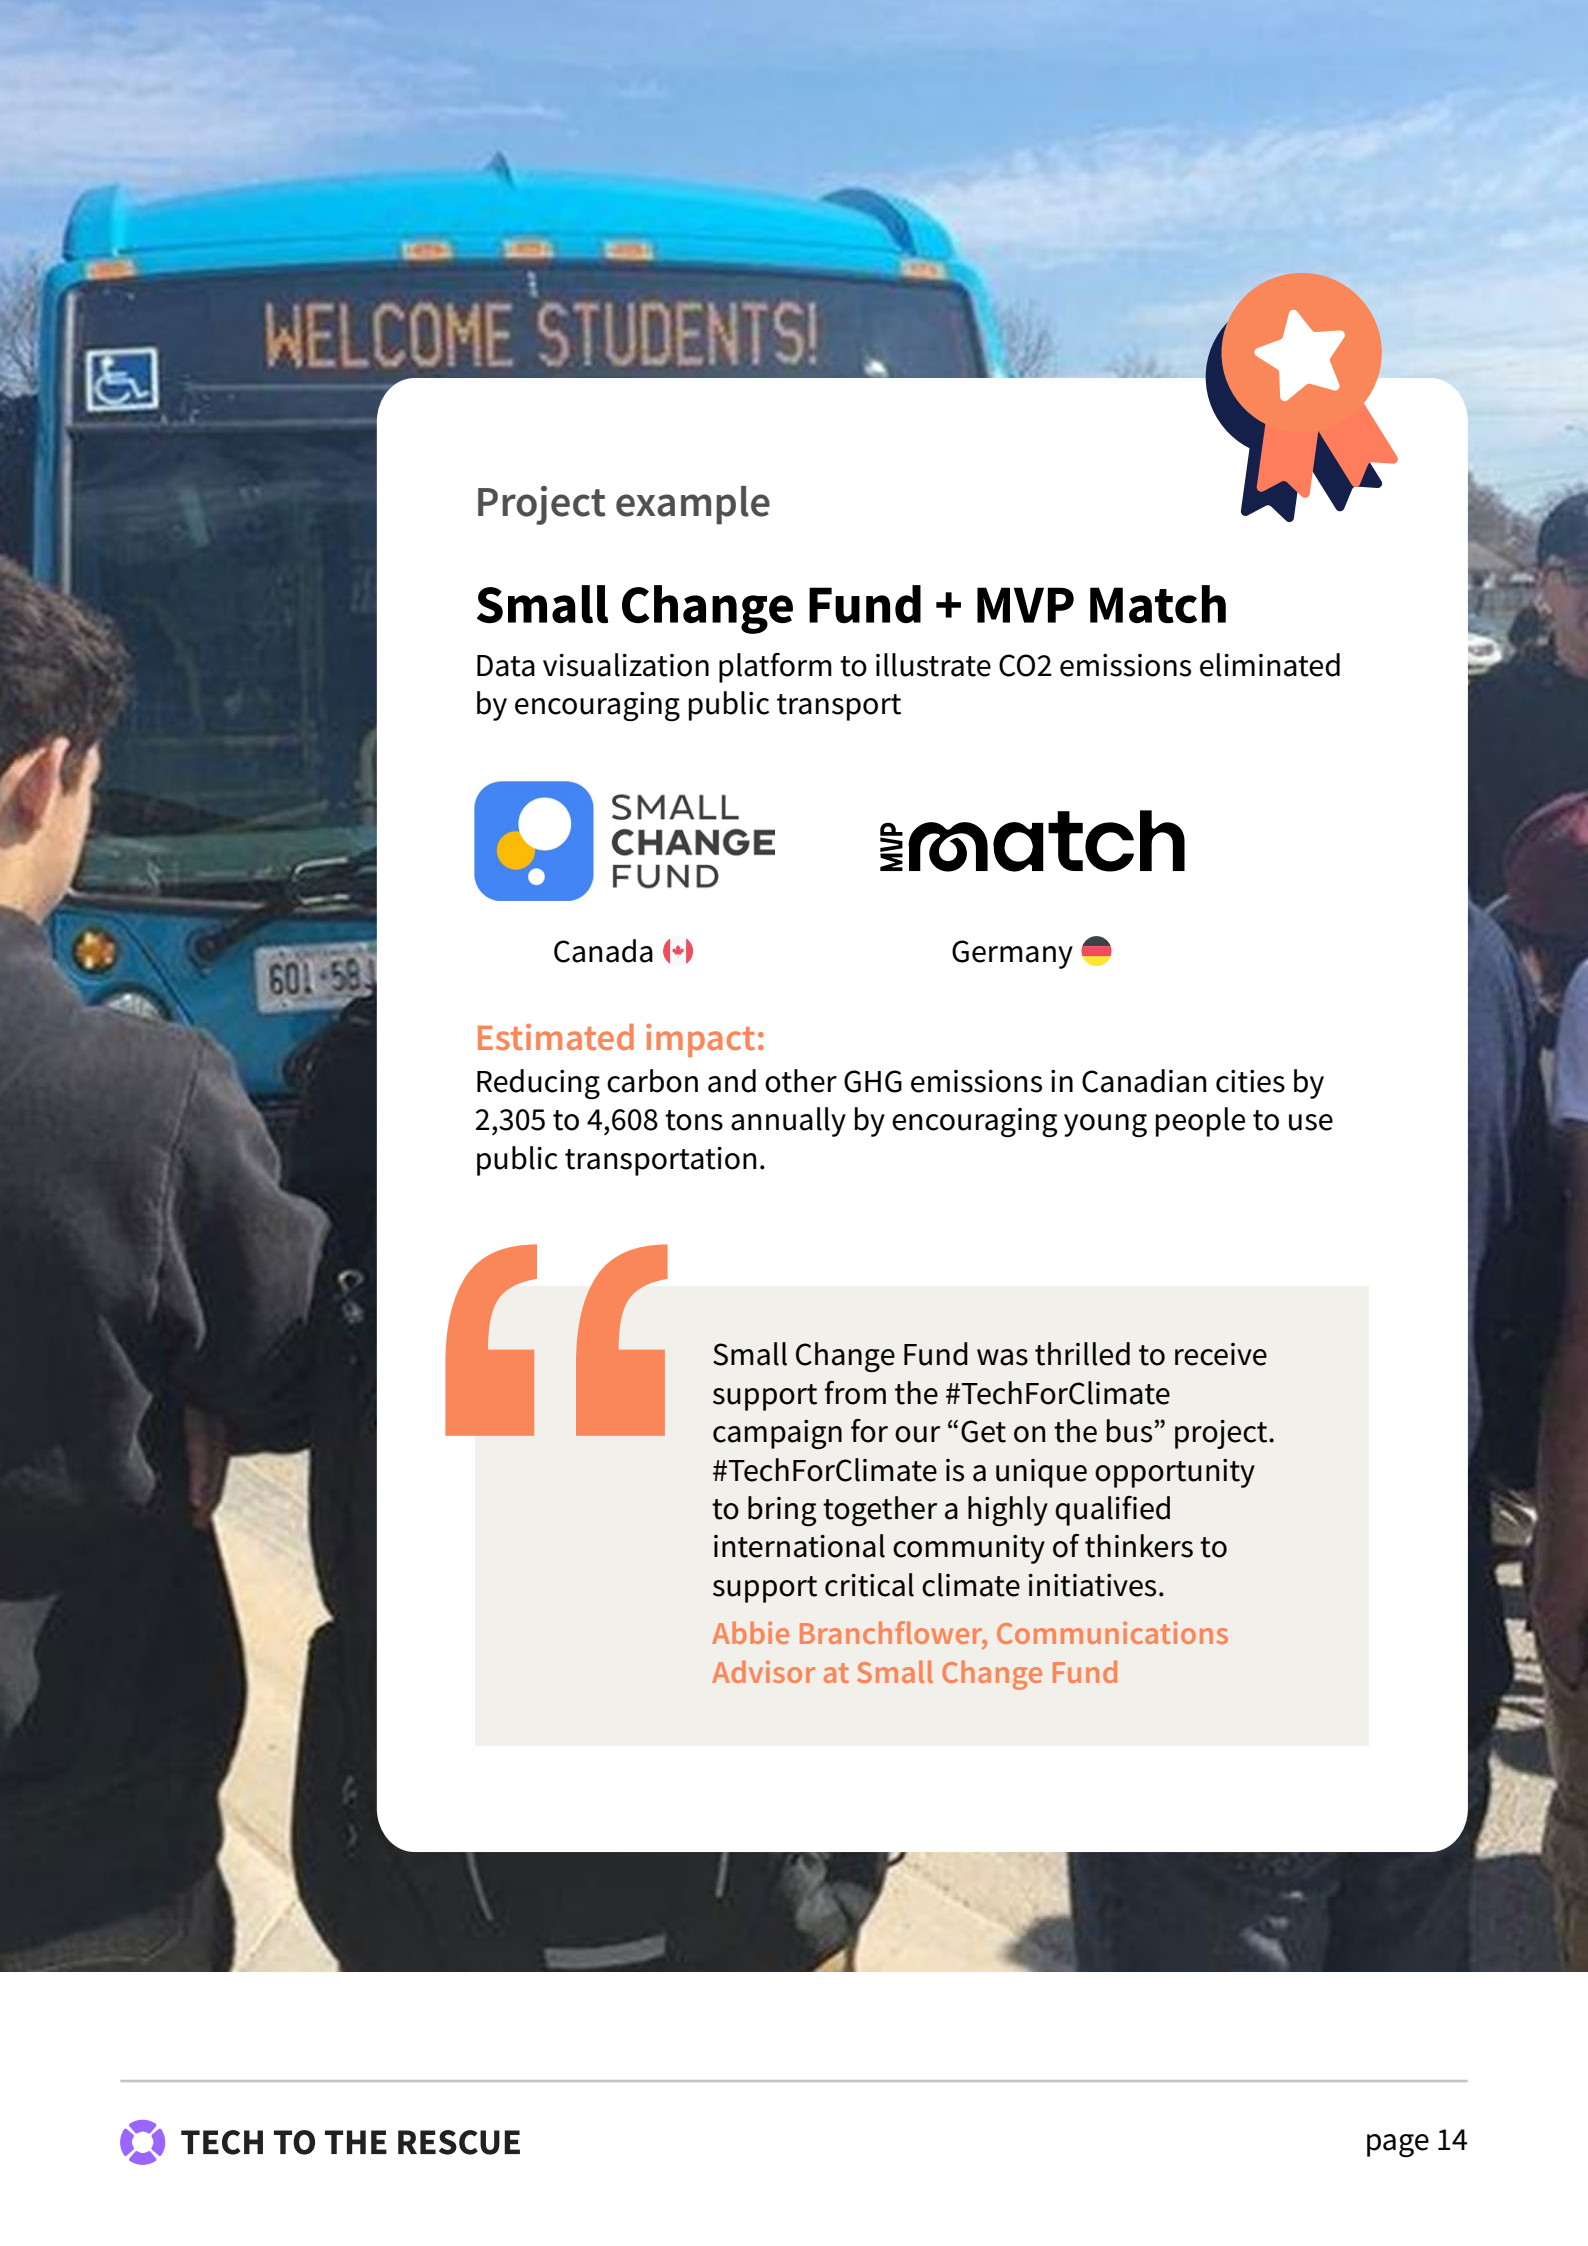 WELCOME STUDENTS!
Project example
Small Change Fund + MVP Match
Data visualization platform to illustrate CO2 emissions eliminated
by encouraging public transport
SMALL
CHANGE
FUND
MVP match
Canada
Germany
601·58
Estimated impact:
Reducing carbon and other GHG emissions in Canadian cities by
2,305 to 4,608 tons annually by encouraging young people to use
public transportation.
Small Change Fund was thrilled to receive
support from the #TechForClimate
campaign for our “Get on the bus” project.
#TechForClimate is a unique opportunity
to bring together a highly qualified
international community of thinkers to
support critical climate initiatives.
Abbie Branchflower, Communications
Advisor at Small Change Fund
TECH TO THE RESCUE
page 14